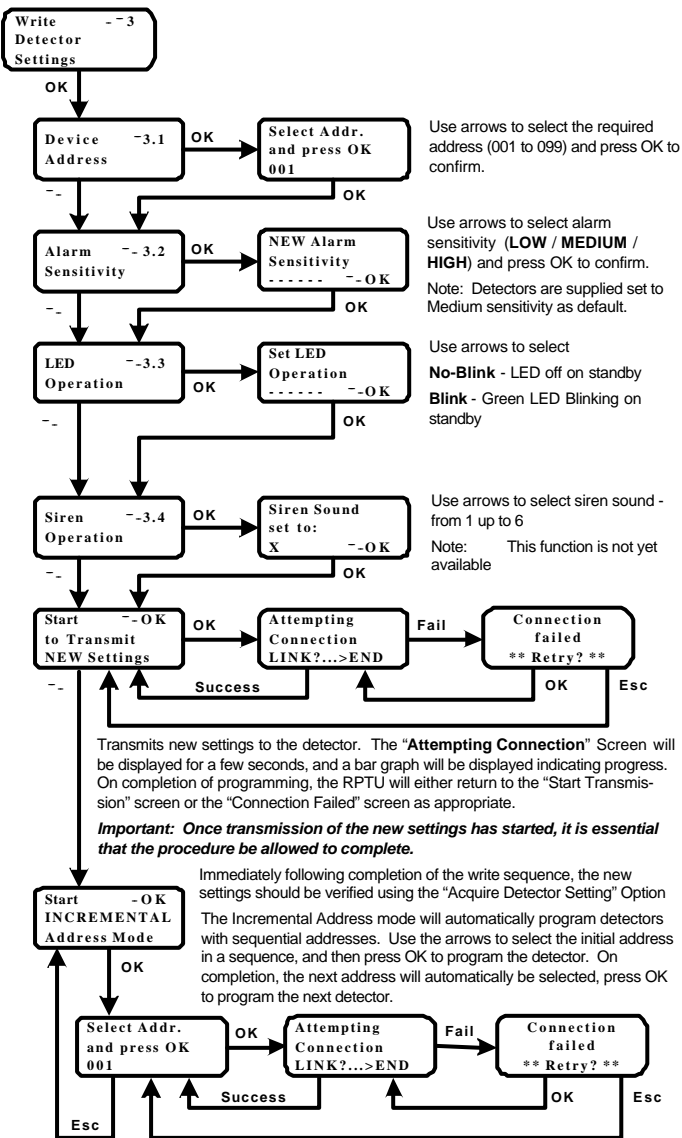 Write -¯3
Detector
Settings
OK
Device ¯3.1
Address
OK
Select Addr.
and press OK
001
Use arrows to select the required
address (001 to 099) and press OK to
confirm.
¯-
OK
Alarm ¯-3.2
Sensitivity
OK
NEW Alarm
Sensitivity
------ ¯-OK
Use arrows to select alarm
sensitivity (LOW / MEDIUM /
HIGH) and press OK to confirm.
Note: Detectors are supplied set to
Medium sensitivity as default.
¯-
OK
LED ¯-3.3
Operation
OK
Set LED
Operation
------ ¯-OK
Use arrows to select
No-Blink - LED off on standby
Blink - Green LED Blinking on
standby
¯-
OK
Siren ¯-3.4
Operation
OK
Siren Sound
set to:
X ¯-OK
Use arrows to select siren sound -
from 1 up to 6
Note: This function is not yet
available
¯-
OK
Start ¯-OK
to Transmit
NEW Settings
OK
Attempting
Connection
LINK?...>END
Fail
Connection
failed
** Retry? **
¯-
Success
OK
Esc
Transmits new settings to the detector. The “Attempting Connection” Screen will
be displayed for a few seconds, and a bar graph will be displayed indicating progress.
On completion of programming, the RPTU will either return to the “Start Transmis-
sion” screen or the “Connection Failed” screen as appropriate.
Important: Once transmission of the new settings has started, it is essential
that the procedure be allowed to complete.
Immediately following completion of the write sequence, the new
settings should be verified using the “Acquire Detector Setting” Option
Start -OK
INCREMENTAL
Address Mode
The Incremental Address mode will automatically program detectors
with sequential addresses. Use the arrows to select the initial address
in a sequence, and then press OK to program the detector. On
completion, the next address will automatically be selected, press OK
to program the next detector.
OK
Select Addr.
and press OK
001
OK
Attempting
Connection
LINK?...>END
Fail
Connection
failed
** Retry? **
Esc
Success
OK
Esc